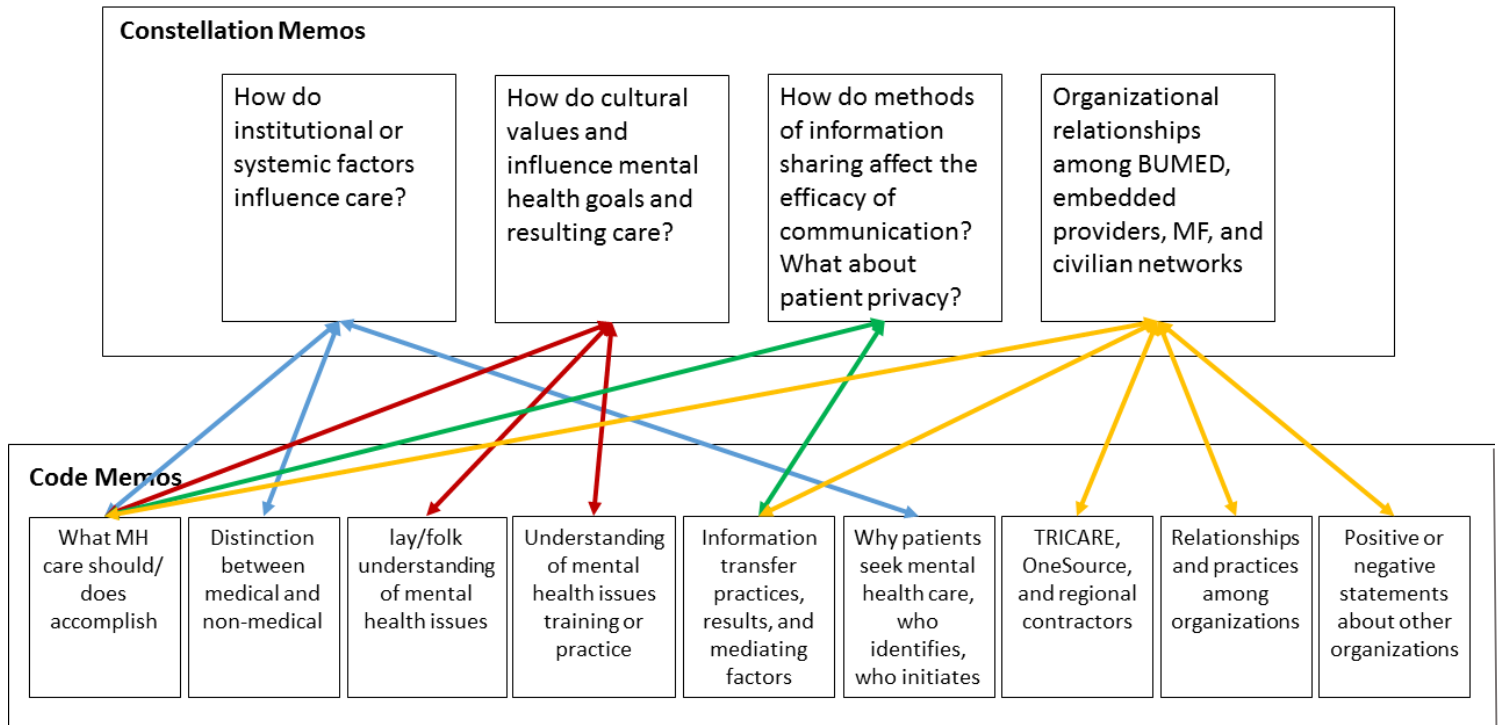 Constellation Memos
How do
institutional or
systemic factors
influence care?
How do cultural
values and
influence mental
health goals and
resulting care?
How do methods
of information
sharing affect the
efficacy of
communication?
What about
patient privacy?
Organizational
relationships
among BUMED,
embedded
providers, MF, and
civilian networks
Code Memos
What MH
care should/
does
accomplish
Distinction
between
medical and
non-medical
lay/folk
understanding
of mental
health issues
Understanding
of mental
health issues
training or
practice
Information
transfer
practices,
results, and
mediating
factors
Why patients
seek mental
health care,
who
identifies,
who initiates
TRICARE,
OneSource,
and regional
contractors
Relationships
and practices
among
organizations
Positive or
negative
statements
about other
organizations